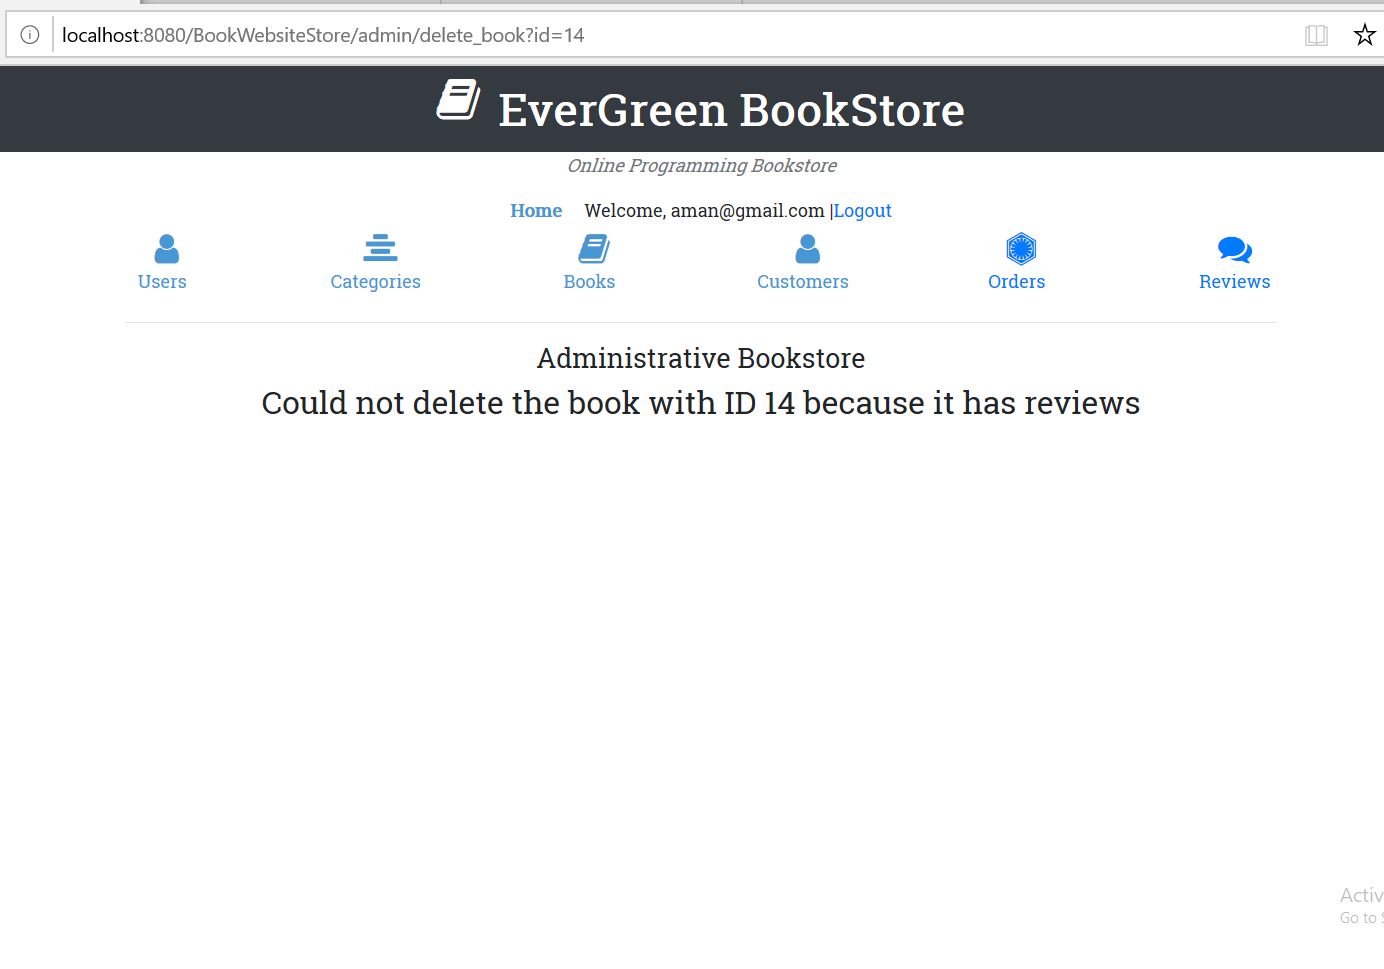 localhost:8080/BookWebsiteStore/admin/delete_book?id=14
EverGreen BookStore
Online Programming Bookstore
Home Welcome, aman@gmail.com |Logout
Users Categories Books Customers Orders Reviews
Administrative Bookstore
Could not delete the book with ID 14 because it has reviews
Activ
Go to S